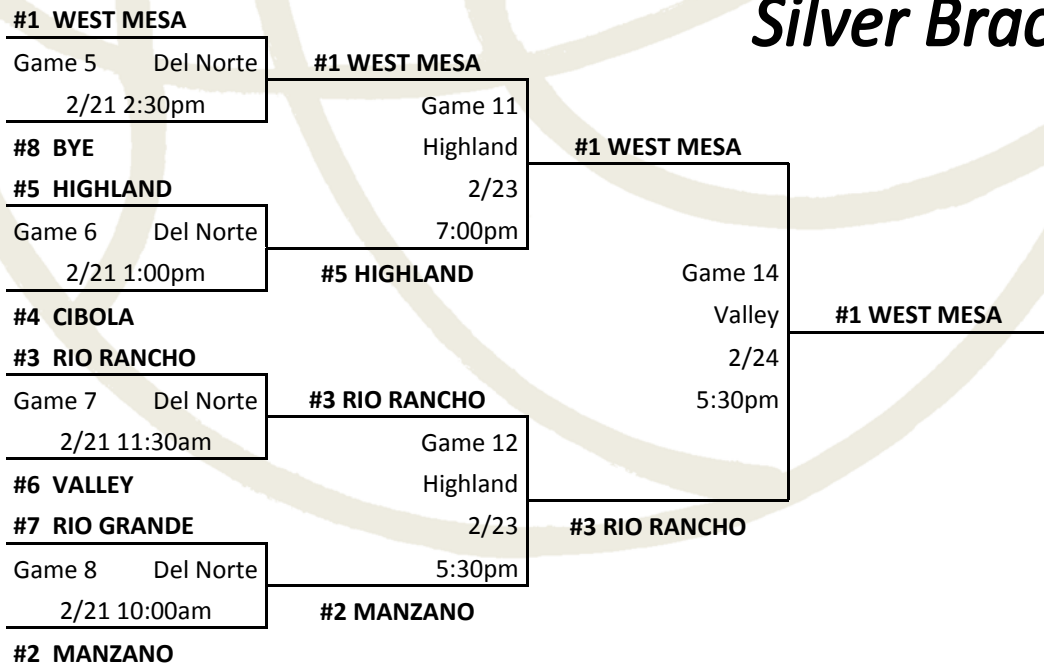 Silver Brac
#1 WEST MESA
Game 5 Del Norte
2/21 2:30pm
#8 BYE
#5 HIGHLAND
Game 6 Del Norte
2/21 1:00pm
#4 CIBOLA
#3 RIO RANCHO
Game 7 Del Norte
2/21 11:30am
#6 VALLEY
#7 RIO GRANDE
Game 8 Del Norte
2/21 10:00am
#2 MANZANO
#1 WEST MESA
Game 11
Highland
2/23
7:00pm
#5 HIGHLAND
#3 RIO RANCHO
Game 12
Highland
2/23
5:30pm
#2 MANZANO
#1 WEST MESA
Game 14
Valley
2/24
5:30pm
#3 RIO RANCHO
#1 WEST MESA